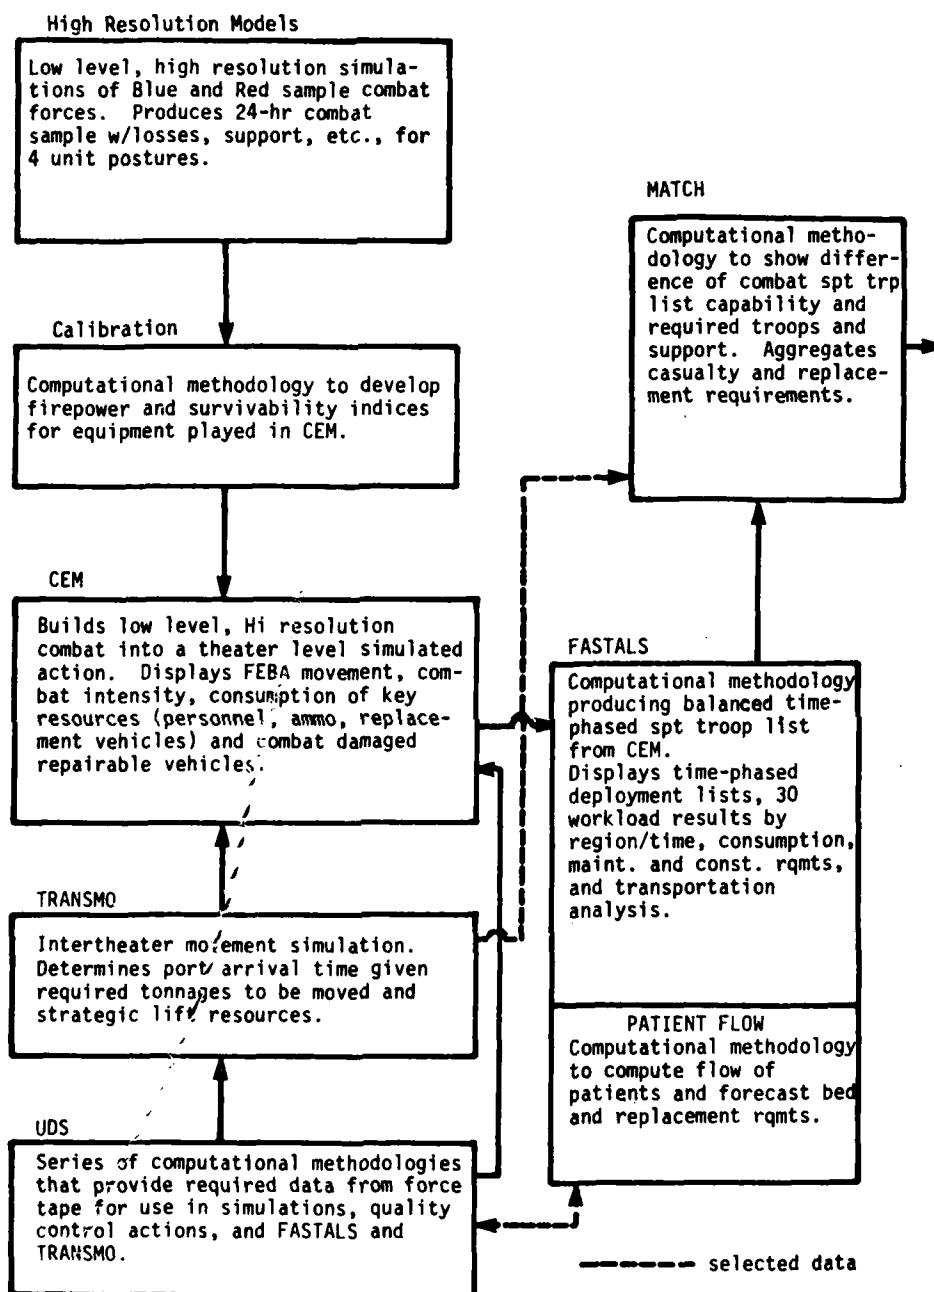 High Resolution Models
Low level, high resolution simula-
tions of Blue and Red sample combat
forces. Produces 24-hr combat
sample w/losses, support, etc., for
4 unit postures.
Calibration
Computational methodology to develop
firepower and survivability indices
for equipment played in CEM.
CEM
Builds low level, Hi resolution
combat into a theater level simulated
action. Displays FEBA movement, com-
bat intensity, consumption of key
resources (personnel, ammo, replace-
ment vehicles) and combat damaged
repairable vehicles.
TRANSMO
Intertheater movement simulation.
Determines port arrival time given
required tonnages to be moved and
strategic lift resources.
UDS
Series of computational methodologies
that provide required data from force
tape for use in simulations, quality
control actions, and FASTALS and
TRANSMO.
MATCH
Computational metho-
dology to show differ-
ence of combat spt trp
list capability and
required troops and
support. Aggregates
casualty and replace-
ment requirements.
FASTALS
Computational methodology
producing balanced time-
phased spt troop list
from CEM.
Displays time-phased
deployment lists, 30
workload results by
region/time, consumption,
maint. and const. rqmts,
and transportation
analysis.
PATIENT FLOW
Computational methodology
to compute flow of
patients and forecast bed
and replacement rqmts.
selected data